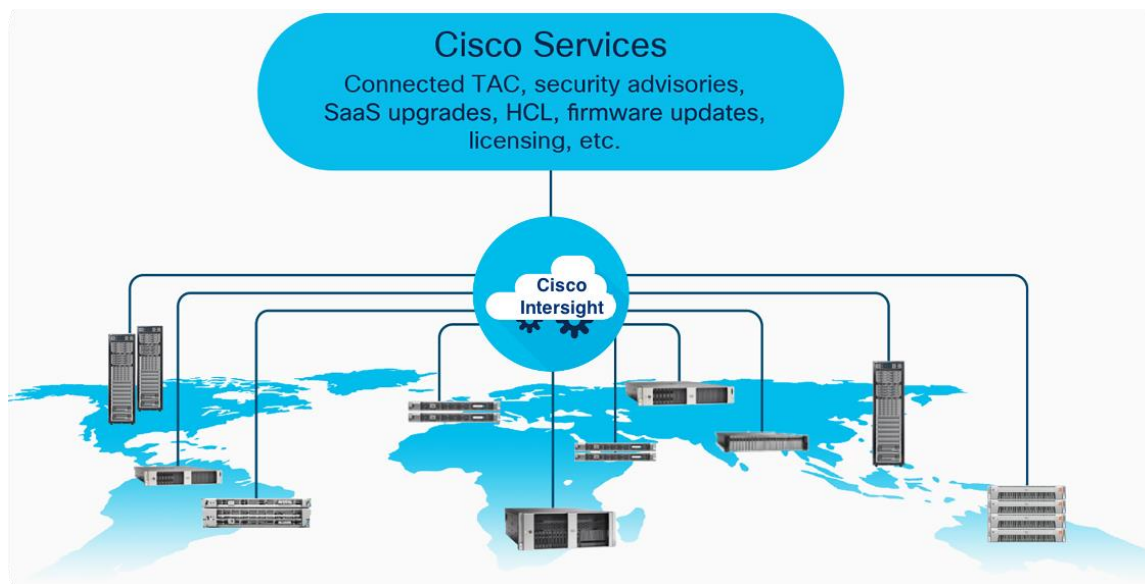 Cisco Services
Connected TAC, security advisories,
SaaS upgrades, HCL, firmware updates,
licensing, etc.
Cisco
Intersight